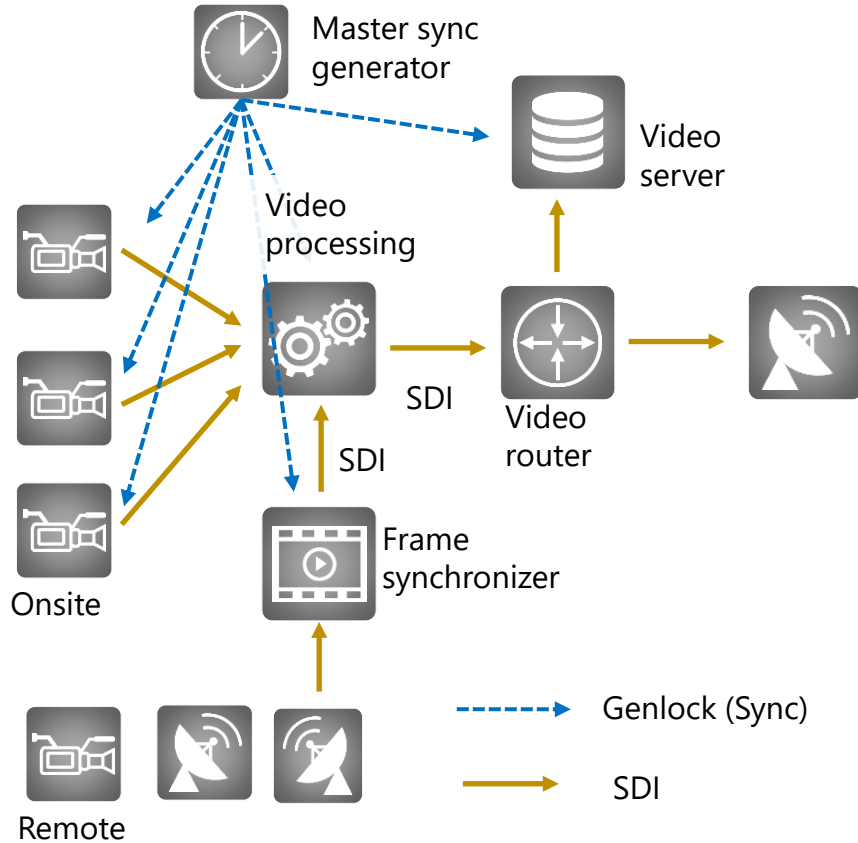 Master sync
generator
Video
server
Video
processing
SDI
Video
router
SDI
Frame
synchronizer
Onsite
Genlock (Sync)
SDI
Remote